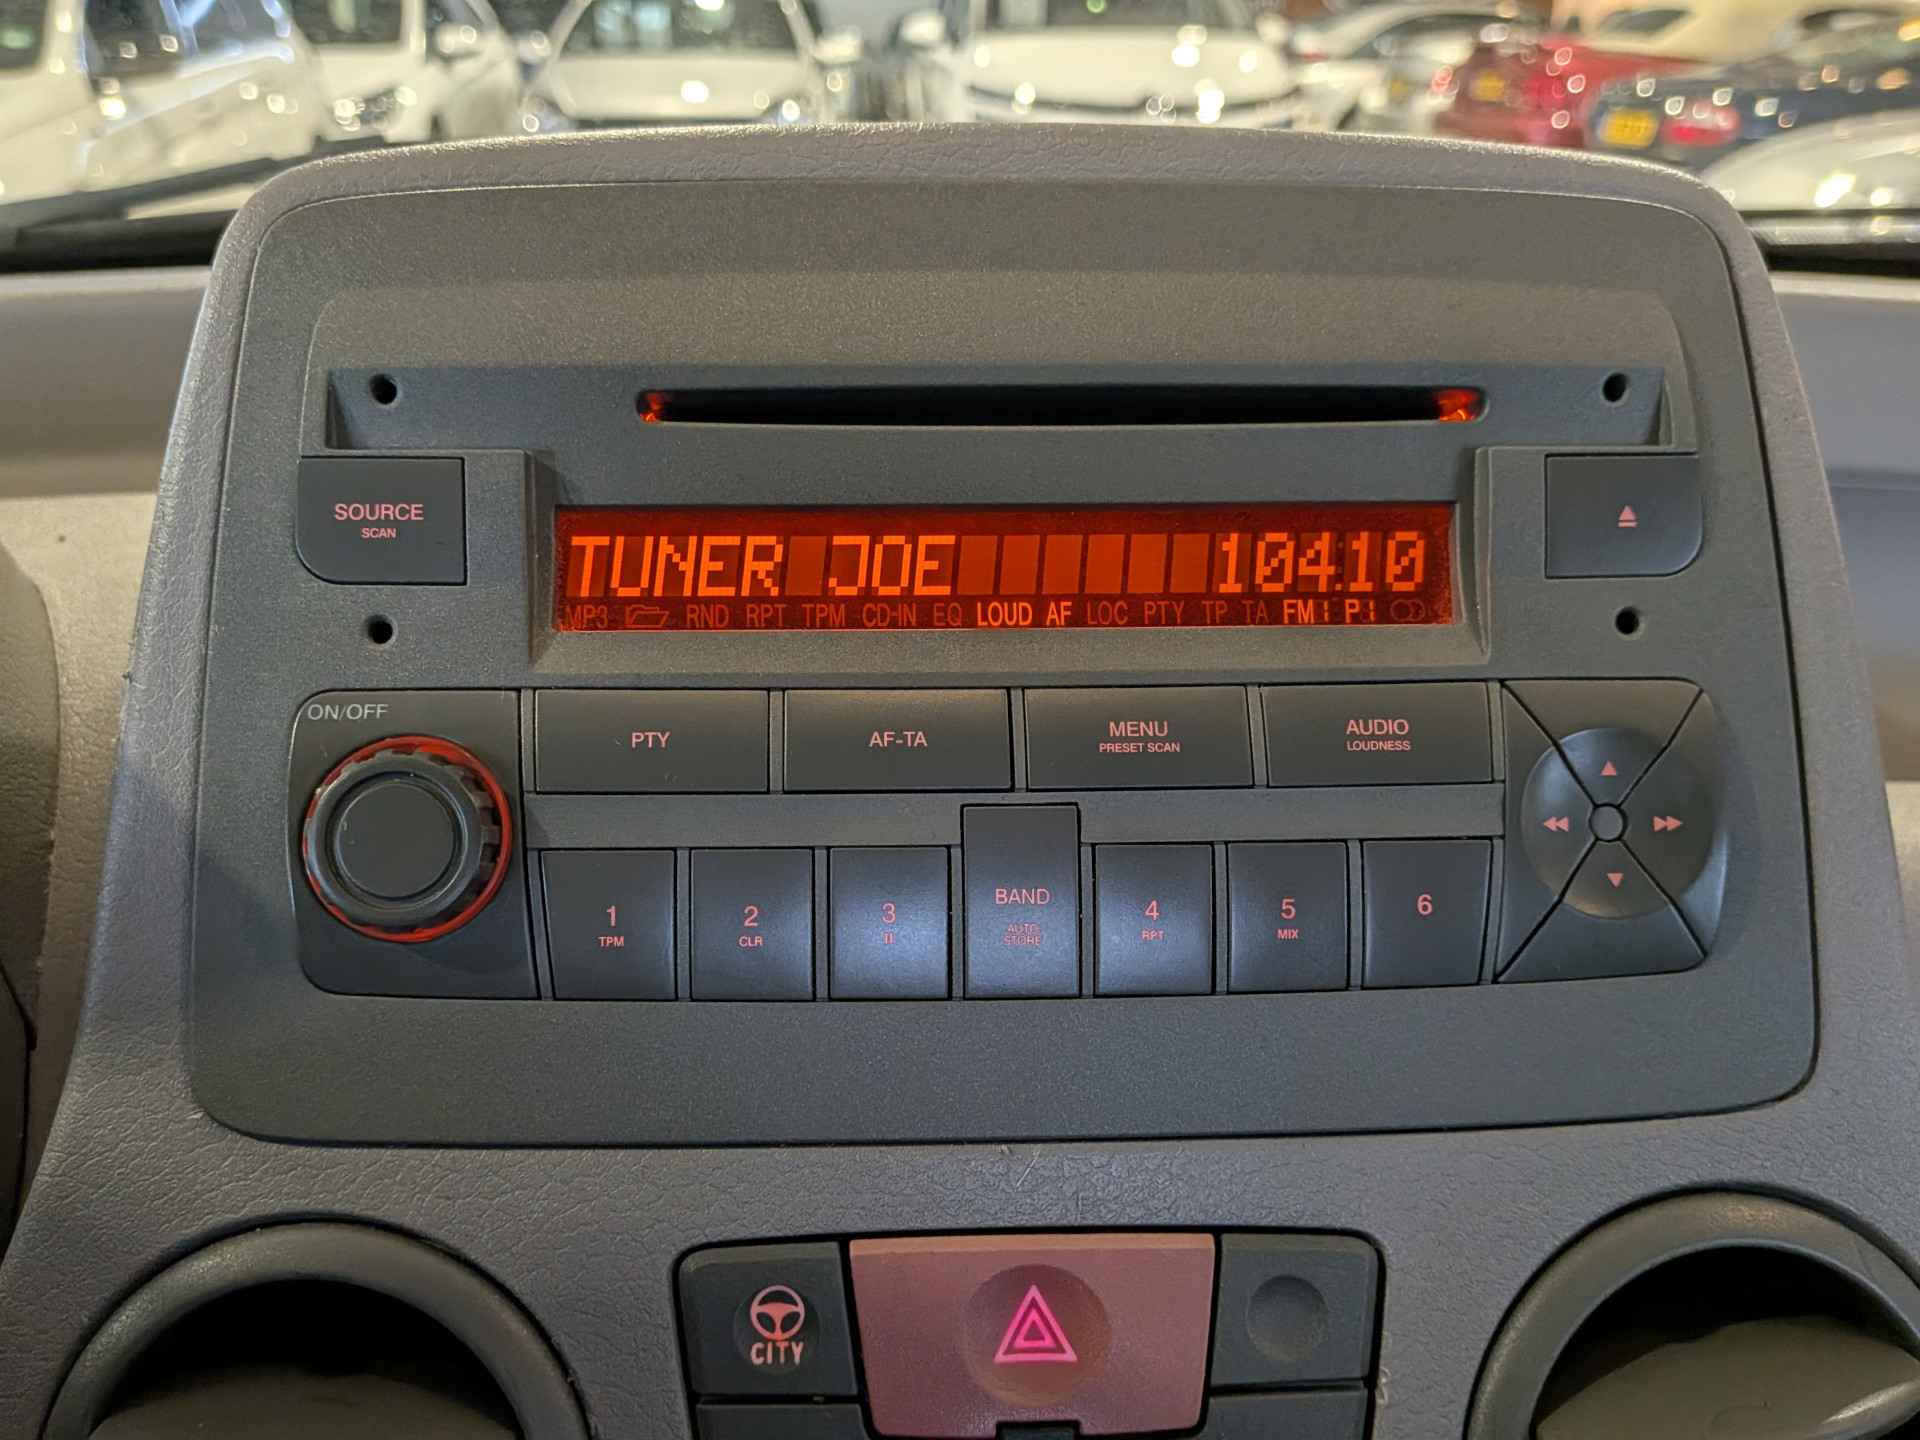 SOURCE
SCAN
TUNER JOE 104.10
MP3 RND RPT TPM CD-IN EQ LOUD AF LOC PTY TP TA FM1 P1
ON/OFF
PTY
AF-TA
MENU
PRESET SCAN
AUDIO
LOUDNESS
1
TPM
2
CLR
3
BAND
AUTO
STORE
4
RPT
5
MIX
6
CITY